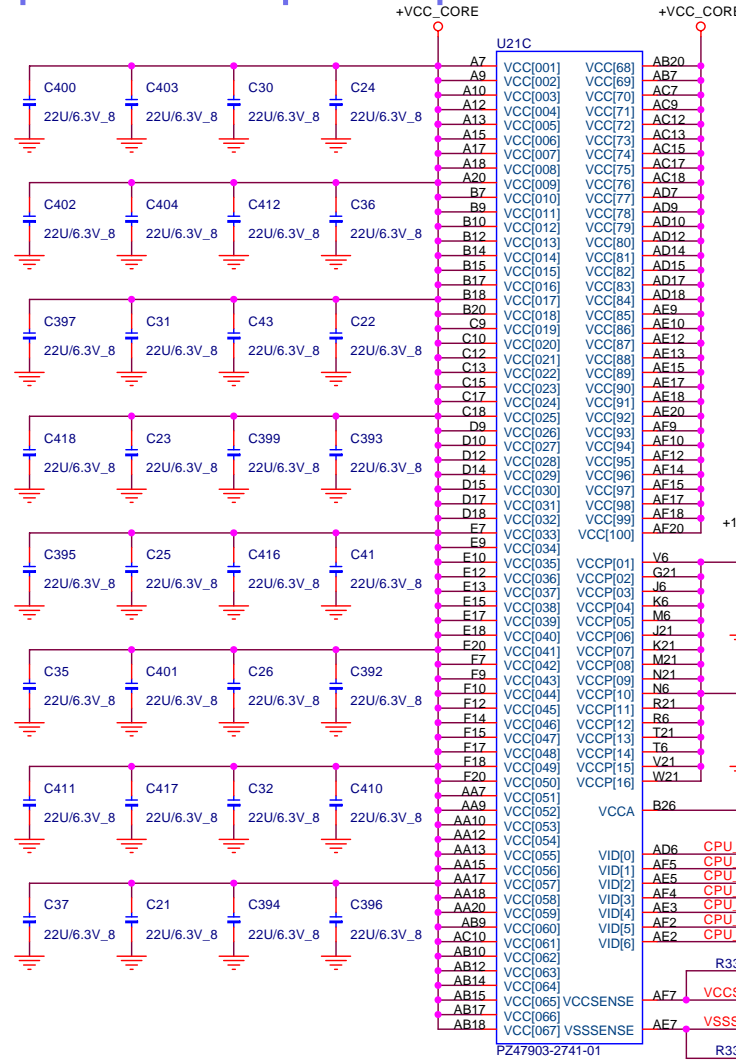 +VCC_CORE +VCC_CORE
U21C
C400 C403 C30 C24
22U/6.3V_8 22U/6.3V_8 22U/6.3V_8 22U/6.3V_8
C402 C404 C412 C36
22U/6.3V_8 22U/6.3V_8 22U/6.3V_8 22U/6.3V_8
C397 C31 C43 C22
22U/6.3V_8 22U/6.3V_8 22U/6.3V_8 22U/6.3V_8
C418 C23 C399 C393
22U/6.3V_8 22U/6.3V_8 22U/6.3V_8 22U/6.3V_8
C395 C25 C416 C41
22U/6.3V_8 22U/6.3V_8 22U/6.3V_8 22U/6.3V_8
C35 C401 C26 C392
22U/6.3V_8 22U/6.3V_8 22U/6.3V_8 22U/6.3V_8
C411 C417 C32 C410
22U/6.3V_8 22U/6.3V_8 22U/6.3V_8 22U/6.3V_8
C37 C21 C394 C396
22U/6.3V_8 22U/6.3V_8 22U/6.3V_8 22U/6.3V_8
A7 VCC[001] VCC[68] AB20
A9 VCC[002] VCC[69] AB7
A10 VCC[003] VCC[70] AC7
A12 VCC[004] VCC[71] AC9
A13 VCC[005] VCC[72] AC12
A15 VCC[006] VCC[73] AC13
A17 VCC[007] VCC[74] AC15
A18 VCC[008] VCC[75] AC17
A20 VCC[009] VCC[76] AC18
B7 VCC[010] VCC[77] AD7
B9 VCC[011] VCC[78] AD9
B10 VCC[012] VCC[79] AD10
B12 VCC[013] VCC[80] AD12
B14 VCC[014] VCC[81] AD14
B15 VCC[015] VCC[82] AD15
B17 VCC[016] VCC[83] AD17
B18 VCC[017] VCC[84] AD18
B20 VCC[018] VCC[85] AE9
C9 VCC[019] VCC[86] AE10
C10 VCC[020] VCC[87] AE12
C12 VCC[021] VCC[88] AE13
C13 VCC[022] VCC[89] AE15
C15 VCC[023] VCC[90] AE17
C17 VCC[024] VCC[91] AE18
C18 VCC[025] VCC[92] AE20
D9 VCC[026] VCC[93] AF9
D10 VCC[027] VCC[94] AF10
D12 VCC[028] VCC[95] AF12
D14 VCC[029] VCC[96] AF14
D15 VCC[030] VCC[97] AF15
D17 VCC[031] VCC[98] AF17
D18 VCC[032] VCC[99] AF18
E7 VCC[033] VCC[100] AF20 +1
E9 VCC[034]
E10 VCC[035] VCCP[01] V6
E12 VCC[036] VCCP[02] G21
E13 VCC[037] VCCP[03] J6
E15 VCC[038] VCCP[04] K6
E17 VCC[039] VCCP[05] M6
E18 VCC[040] VCCP[06] J21
E20 VCC[041] VCCP[07] K21
F7 VCC[042] VCCP[08] M21
F9 VCC[043] VCCP[09] N21
F10 VCC[044] VCCP[10] N6
F12 VCC[045] VCCP[11] R21
F14 VCC[046] VCCP[12] R6
F15 VCC[047] VCCP[13] T21
F17 VCC[048] VCCP[14] T6
F18 VCC[049] VCCP[15] V21
F20 VCC[050] VCCP[16] W21
AA7 VCC[051]
AA9 VCC[052] VCCA B26
AA10 VCC[053]
AA12 VCC[054]
AA13 VCC[055] VID[0] AD6 CPU_
AA15 VCC[056] VID[1] AF5 CPU_
AA17 VCC[057] VID[2] AE5 CPU_
AA18 VCC[058] VID[3] AF4 CPU_
AA20 VCC[059] VID[4] AE3 CPU_
AB9 VCC[060] VID[5] AF2 CPU_
AC10 VCC[061] VID[6] AE2 CPU_
AB10 VCC[062]
AB12 VCC[063] R33
AB14 VCC[064]
AB15 VCC[065] VCCSENSE AF7 VCCS
AB17 VCC[066]
AB18 VCC[067] VSSSENSE AE7 VSSS
PZ47903-2741-01 R33